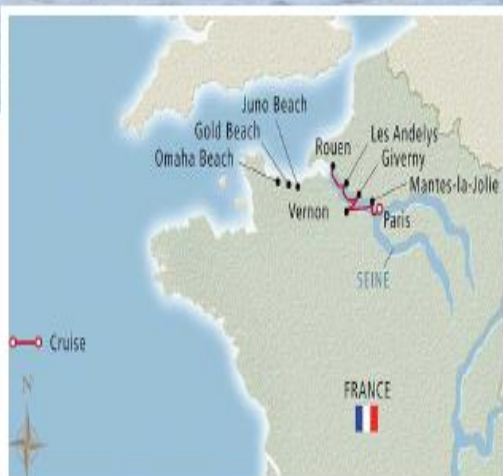 Juno Beach
Gold Beach
Omaha Beach
Rouen
Les Andelys
Giverny
Mantes-la-Jolie
Vernon
Paris
SEINE
Cruise
N
FRANCE